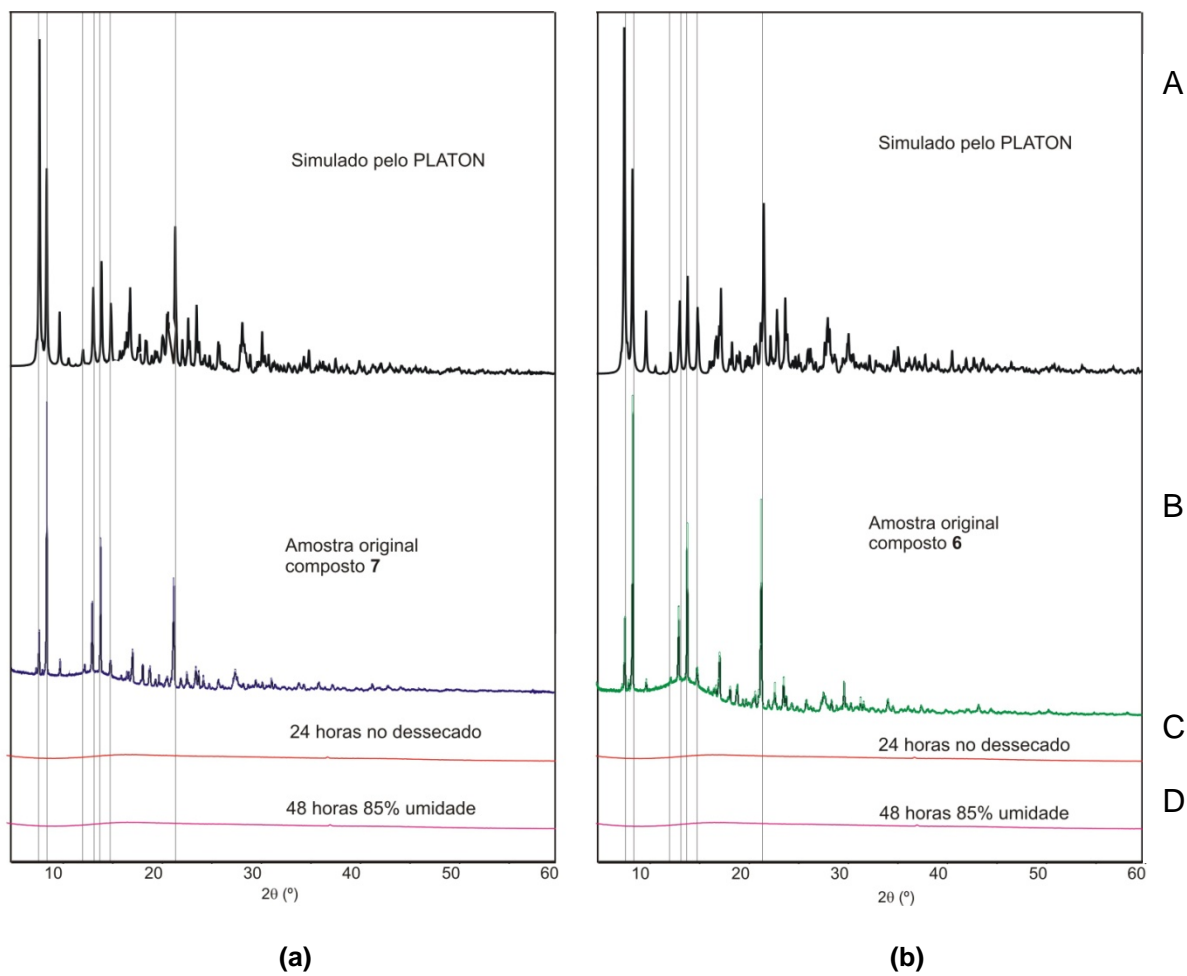 Simulado pelo PLATON
Amostra original
composto 7
24 horas no dessecado
48 horas 85% umidade
10 20 30 40 50 60
2θ (º)
(a)
Simulado pelo PLATON
Amostra original
composto 6
24 horas no dessecado
48 horas 85% umidade
10 20 30 40 50 60
2θ (º)
(b)
A
B
C
D